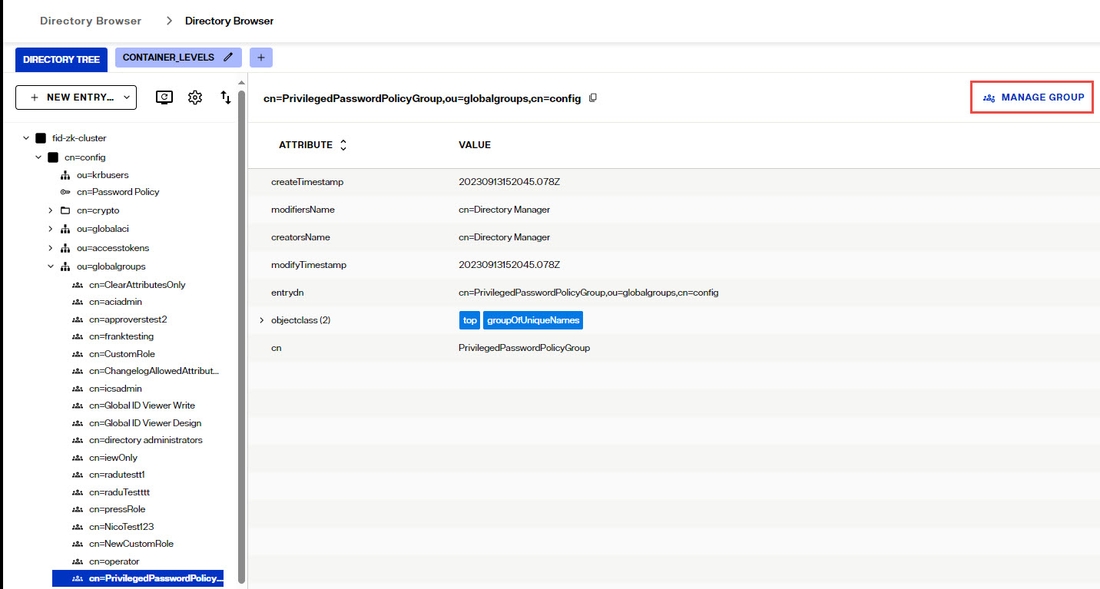 Directory Browser > Directory Browser
DIRECTORY TREE CONTAINER_LEVELS +
+ NEW ENTRY...
cn=PrivilegedPasswordPolicyGroup,ou=globalgroups,cn=config
MANAGE GROUP
fid-zk-cluster
cn=config
ou=krbusers
cn=Password Policy
cn=crypto
ou=globalaci
ou=accesstokens
ou=globalgroups
cn=ClearAttributesOnly
cn=aciadmin
cn=approverstest2
cn=franktesting
cn=CustomRole
cn=ChangelogAllowedAttribut...
cn=icsadmin
cn=Global ID Viewer Write
cn=Global ID Viewer Design
cn=directory administrators
cn=iewOnly
cn=radutestt1
cn=raduTestttt
cn=pressRole
cn=NicoTest123
cn=NewCustomRole
cn=operator
cn=PrivilegedPasswordPolicy...
ATTRIBUTE VALUE
createTimestamp 20230913152045.078Z
modifiersName cn=Directory Manager
creatorsName cn=Directory Manager
modifyTimestamp 20230913152045.078Z
entrydn cn=PrivilegedPasswordPolicyGroup,ou=globalgroups,cn=config
objectclass (2) top groupOfUniqueNames
cn PrivilegedPasswordPolicyGroup